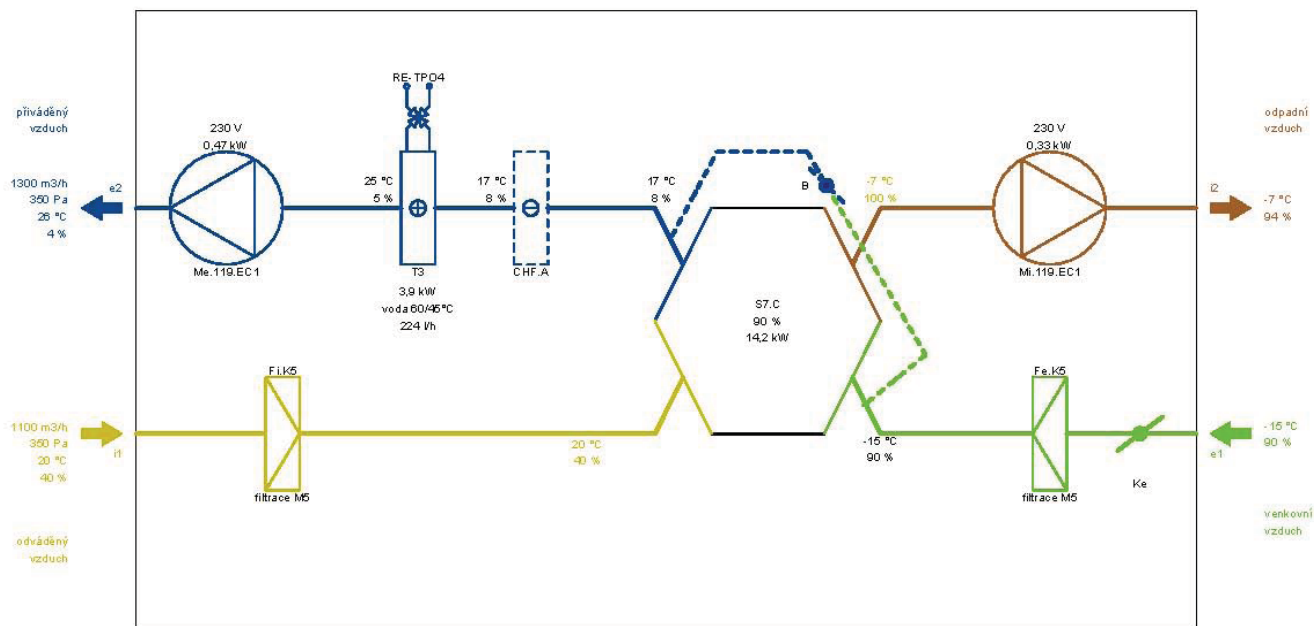 RE-TPO4
přiváděný
vzduch
230 V
0,47 kW
1300 m3/h
350 Pa
26 °C
4 %
e2
Me.119.EC1
25 °C
5 %
T3
3,9 kW
voda 60/45°C
224 l/h
17 °C
8 %
CHF.A
17 °C
8 %
B
-7 °C
100 %
230 V
0,33 kW
Mi.119.EC1
odpadní
vzduch
i2
-7 °C
94 %
S7.C
90 %
14,2 kW
1100 m3/h
350 Pa
20 °C
40 %
i1
Fi.K5
filtrace M5
20 °C
40 %
-15 °C
90 %
Fe.K5
filtrace M5
Ke
-15 °C
90 %
e1
odváděný
vzduch
venkovní
vzduch